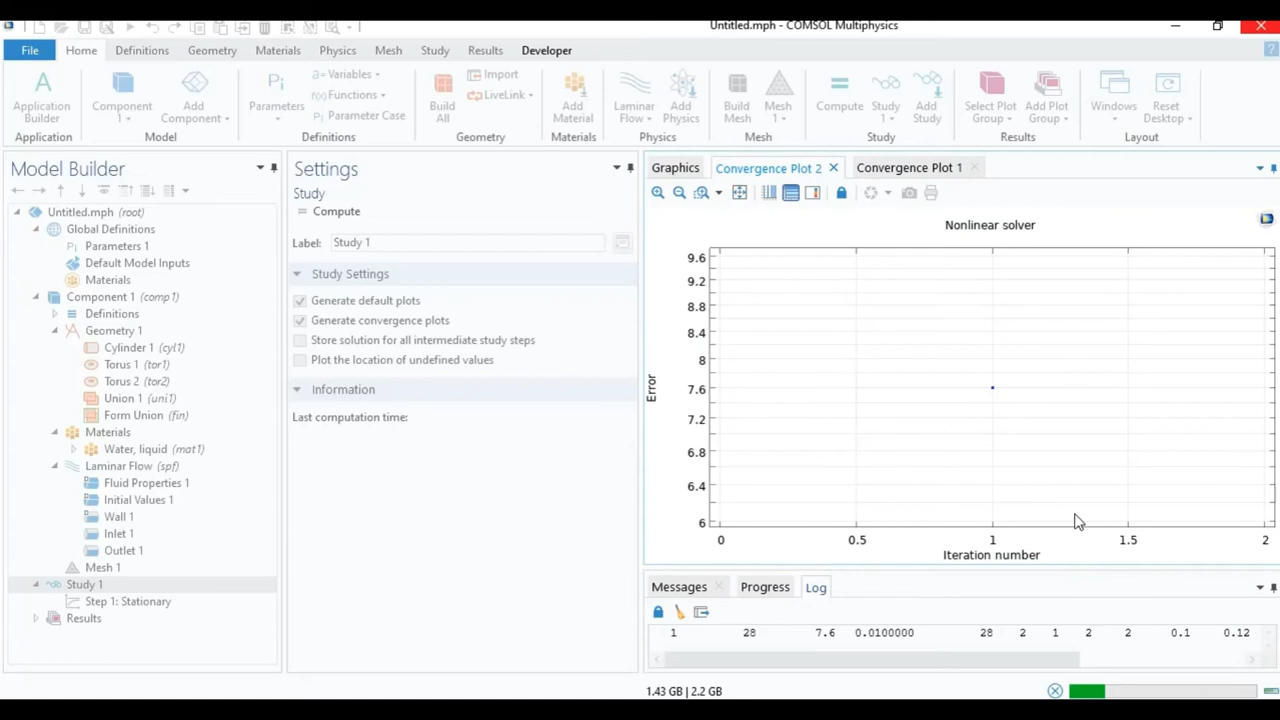 Untitled.mph - COMSOL Multiphysics
File Home Definitions Geometry Materials Physics Mesh Study Results Developer
Application Builder
Application
Component 1
Add Component
Model
Pi
Parameters
a= Variables
f(x) Functions
Pi Parameter Case
Definitions
Build All
Import
LiveLink
Geometry
Add Material
Materials
Laminar Flow
Add Physics
Physics
Build Mesh
Mesh 1
Mesh
Compute
Study 1
Add Study
Study
Select Plot Group
Add Plot Group
Results
Windows
Reset Desktop
Layout
Model Builder
Untitled.mph (root)
Global Definitions
Pi Parameters 1
Default Model Inputs
Materials
Component 1 (comp1)
Definitions
Geometry 1
Cylinder 1 (cyl1)
Torus 1 (tor1)
Torus 2 (tor2)
Union 1 (uni1)
Form Union (fin)
Materials
Water, liquid (mat1)
Laminar Flow (spf)
Fluid Properties 1
Initial Values 1
Wall 1
Inlet 1
Outlet 1
Mesh 1
Study 1
Step 1: Stationary
Results
Settings
Study
= Compute
Label: Study 1
Study Settings
Generate default plots
Generate convergence plots
Store solution for all intermediate study steps
Plot the location of undefined values
Information
Last computation time:
Graphics Convergence Plot 2 Convergence Plot 1
Nonlinear solver
9.6
9.2
8.8
8.4
8
7.6
7.2
6.8
6.4
6
Error
0 0.5 1 1.5 2
Iteration number
Messages Progress Log
1 28 7.6 0.0100000 28 2 1 2 2 0.1 0.12
1.43 GB | 2.2 GB